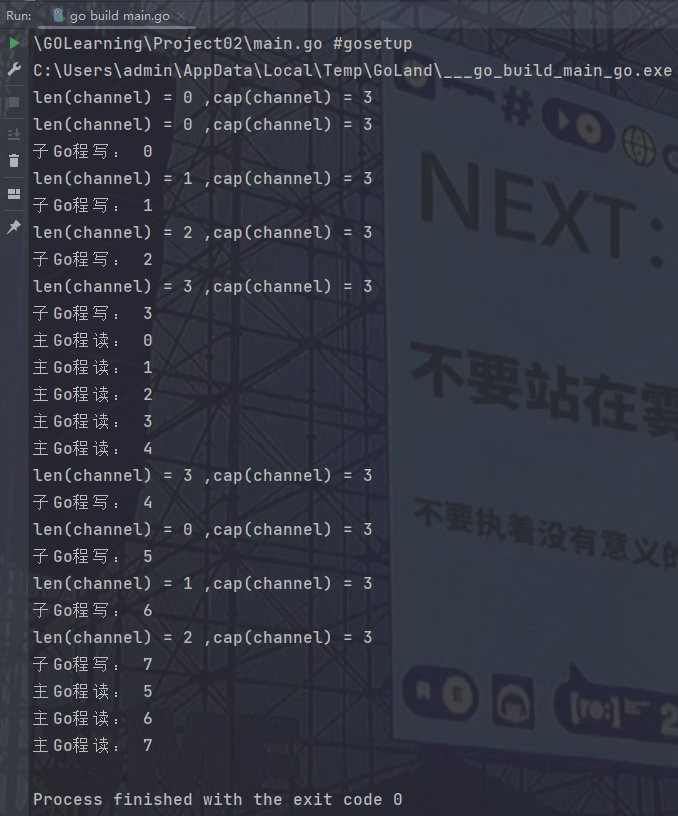 Run: go build main.go ×
\GOLearning\Project02\main.go #gosetup
C:\Users\admin\AppData\Local\Temp\GoLand\___go_build_main_go.exe
len(channel) = 0 ,cap(channel) = 3
len(channel) = 0 ,cap(channel) = 3
子Go程写： 0
len(channel) = 1 ,cap(channel) = 3
子Go程写： 1
len(channel) = 2 ,cap(channel) = 3
子Go程写： 2
len(channel) = 3 ,cap(channel) = 3
子Go程写： 3
主Go程读： 0
主Go程读： 1
主Go程读： 2
主Go程读： 3
主Go程读： 4
len(channel) = 3 ,cap(channel) = 3
子Go程写： 4
len(channel) = 0 ,cap(channel) = 3
子Go程写： 5
len(channel) = 1 ,cap(channel) = 3
子Go程写： 6
len(channel) = 2 ,cap(channel) = 3
子Go程写： 7
主Go程读： 5
主Go程读： 6
主Go程读： 7
Process finished with the exit code 0
#
NEXT:
不要站在雾
不要执着没有意义的
R E
[re:] 2